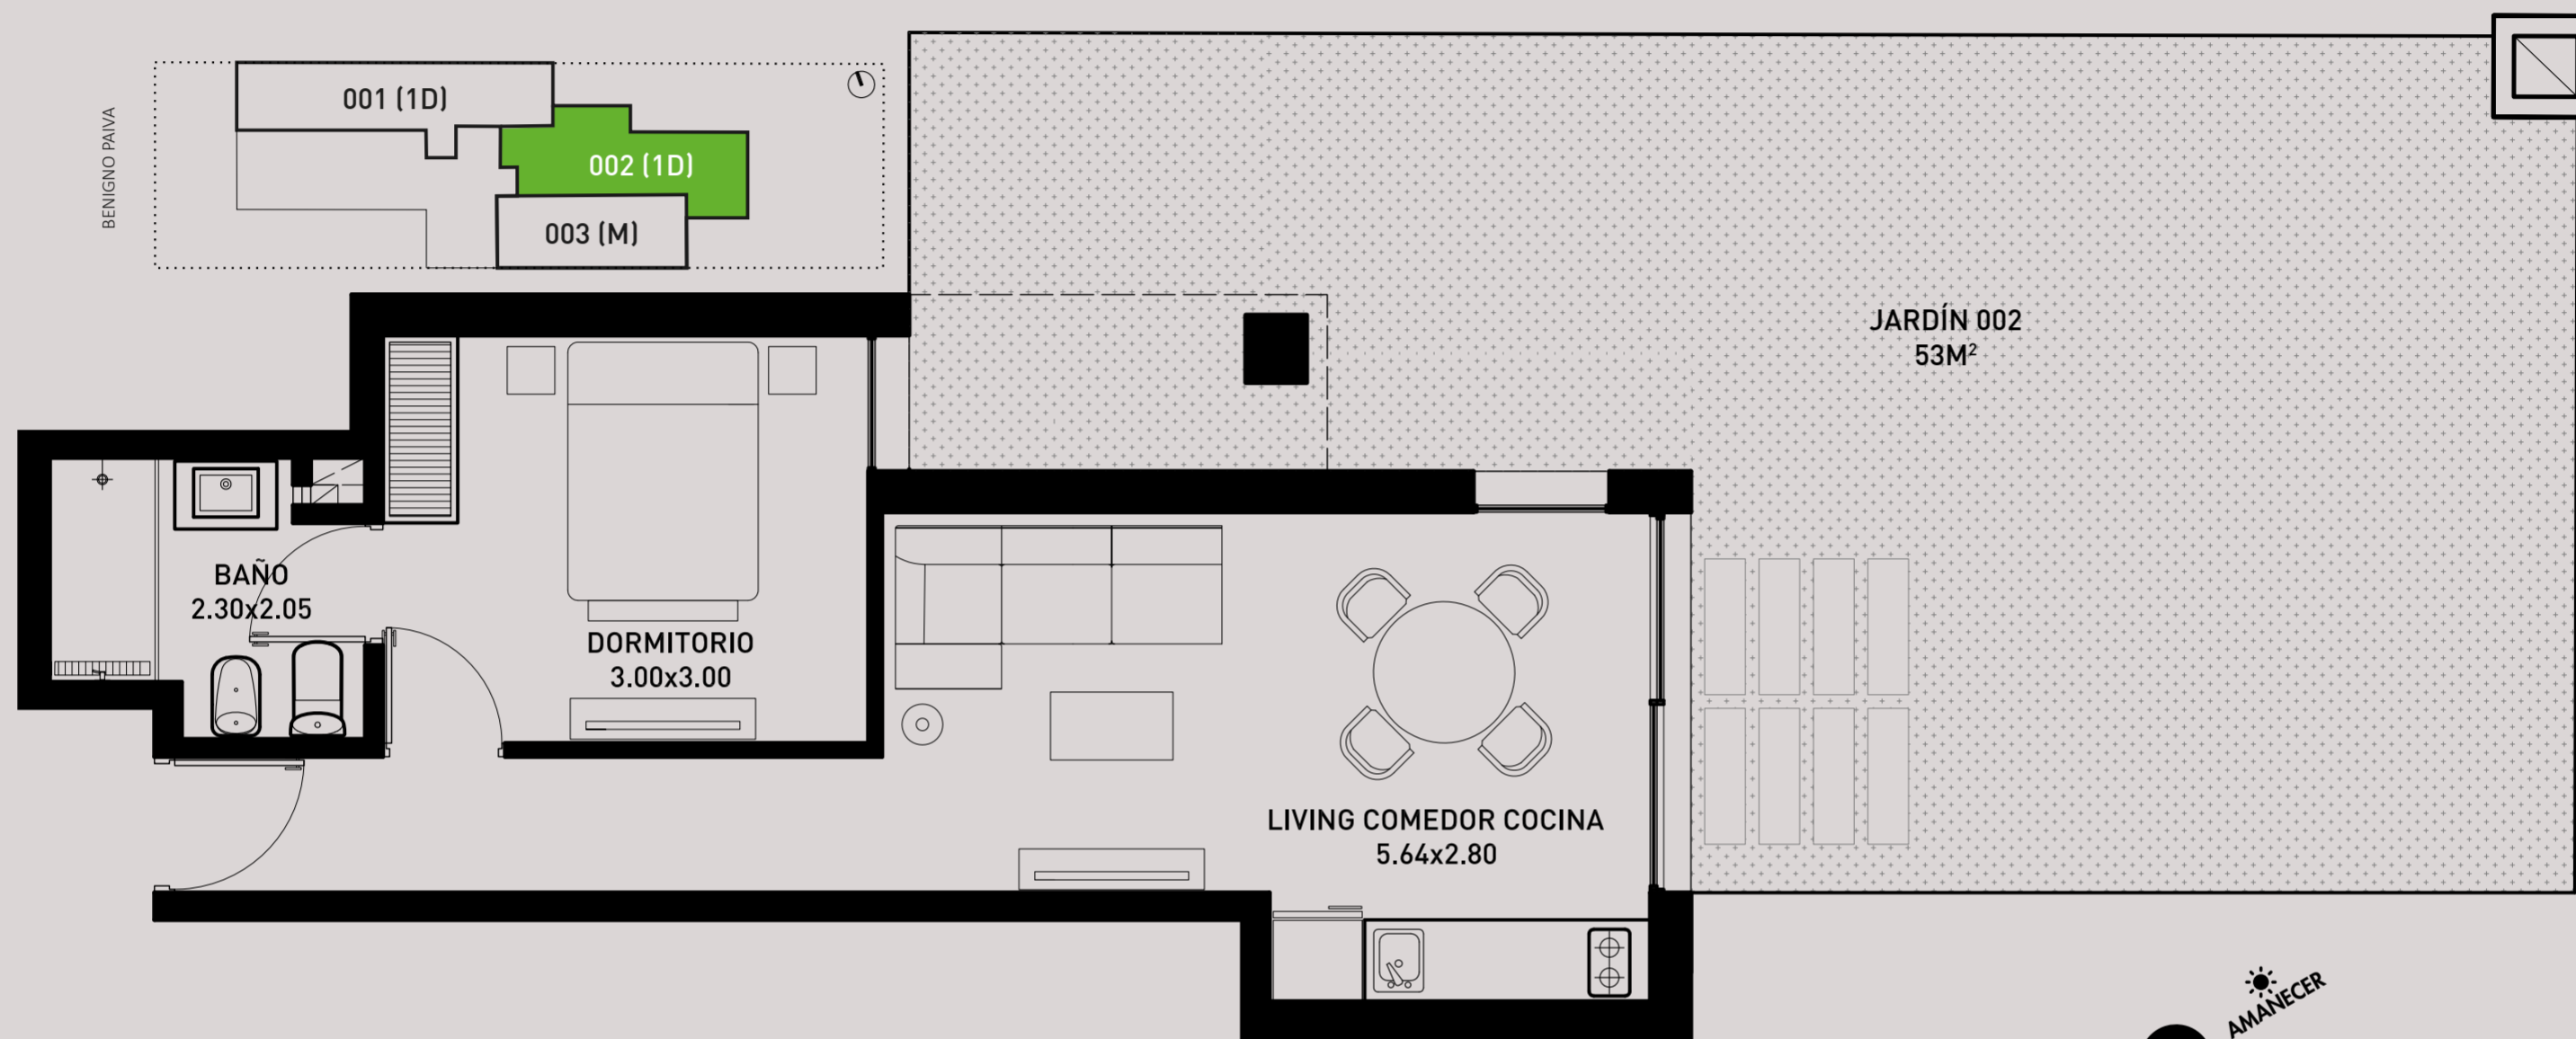 BENIGNO PAIVA
001 (1D)
002 (1D)
003 (M)
JARDÍN 002
53M²
BAÑO
2.30x2.05
DORMITORIO
3.00x3.00
LIVING COMEDOR COCINA
5.64x2.80
AMANECER